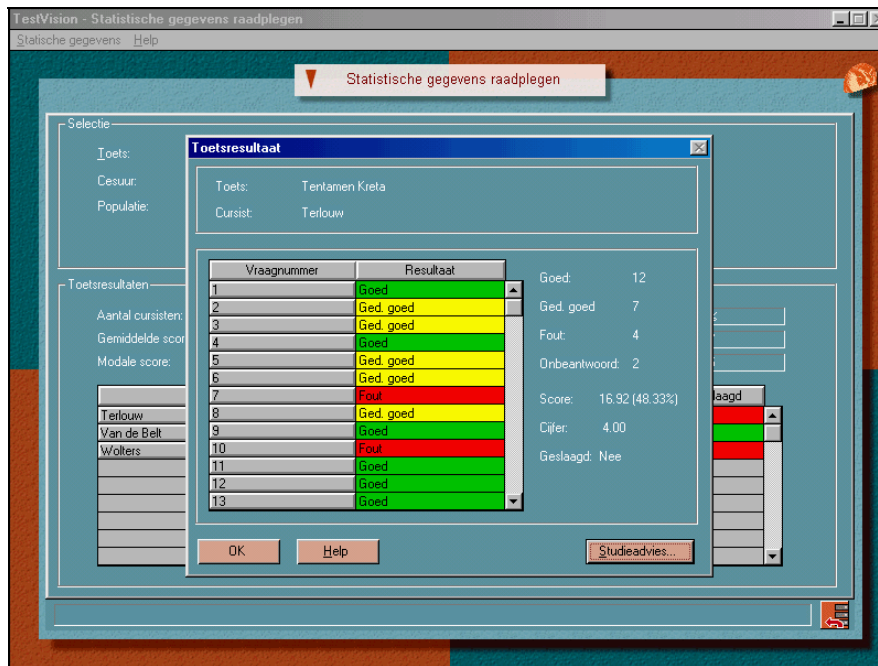 TestVision - Statistische gegevens raadplegen
Statische gegevens Help
Statistische gegevens raadplegen
Selectie
Toets:
Cesuur:
Populatie:
Toetsresultaten
Aantal cursisten:
Gemiddelde scor
Modale score:
laagd
Terlouw
Van de Belt
Wolters
Toetsresultaat
Toets: Tentamen Kreta
Cursist: Terlouw
Vraagnummer Resultaat
1 Goed
2 Ged. goed
3 Ged. goed
4 Goed
5 Ged. goed
6 Ged. goed
7 Fout
8 Ged. goed
9 Goed
10 Fout
11 Goed
12 Goed
13 Goed
Goed: 12
Ged. goed 7
Fout: 4
Onbeantwoord: 2
Score: 16.92 (48.33%)
Cijfer: 4.00
Geslaagd: Nee
OK Help Studieadvies...